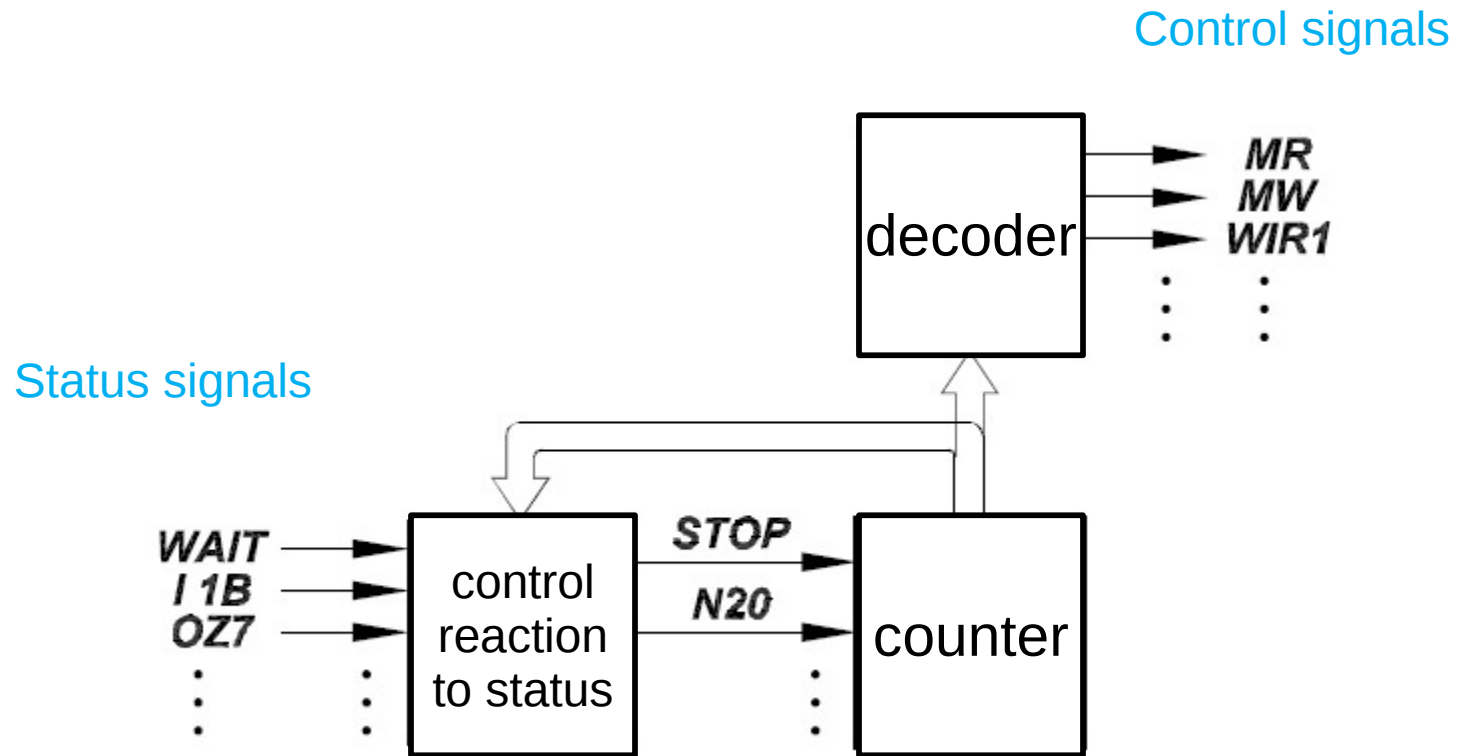 Control signals
decoder
MR
MW
WIR1
Status signals
WAIT
I 1B
OZ7
control
reaction
to status
STOP
N20
counter